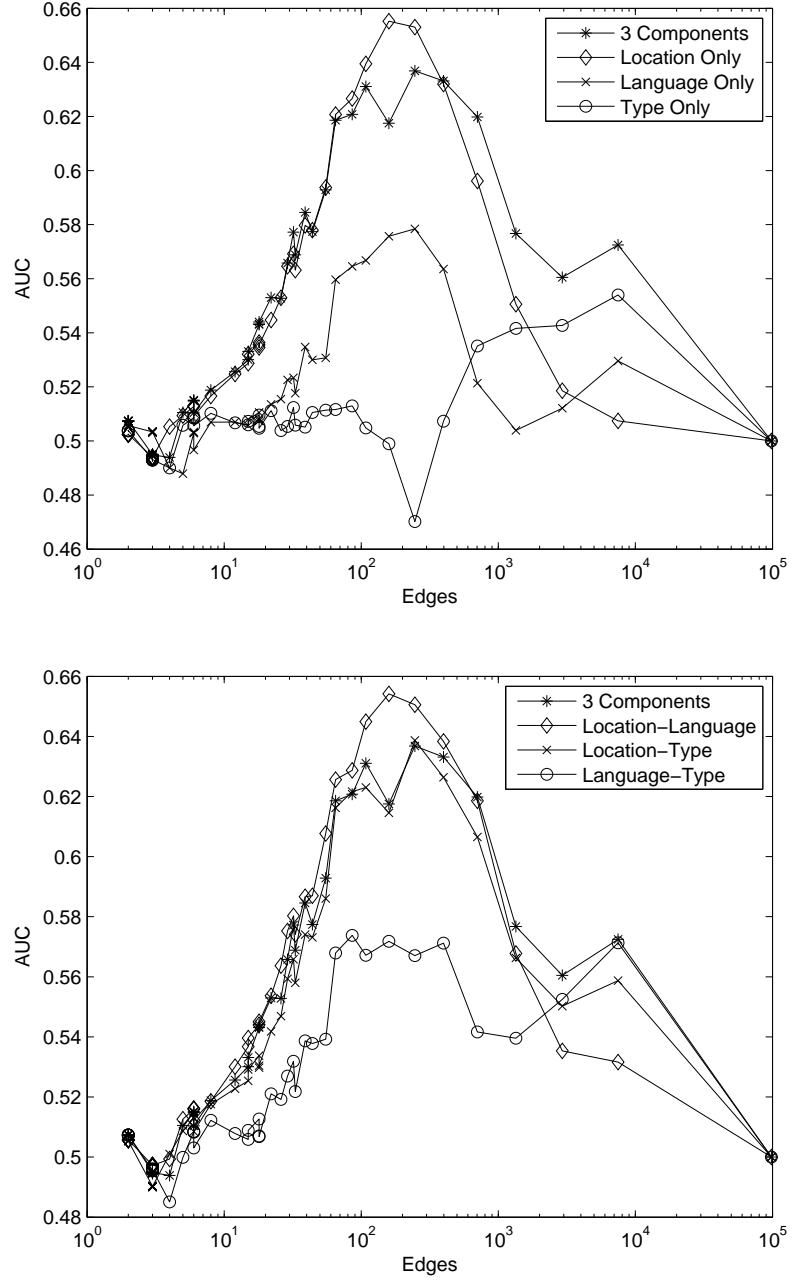 0.66
0.64
0.62
0.6
0.58
0.56
0.54
0.52
0.5
0.48
0.46
AUC
3 Components
Location Only
Language Only
Type Only
10^0 10^1 10^2 10^3 10^4 10^5
Edges
0.66
0.64
0.62
0.6
0.58
0.56
0.54
0.52
0.5
0.48
AUC
3 Components
Location−Language
Location−Type
Language−Type
10^0 10^1 10^2 10^3 10^4 10^5
Edges